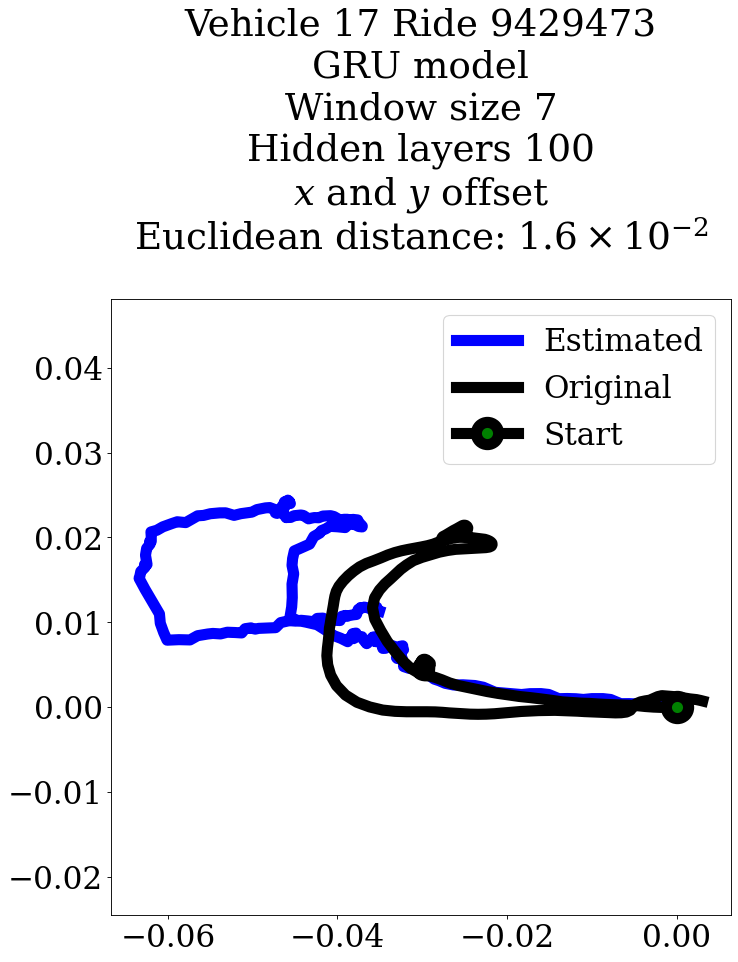 Vehicle 17 Ride 9429473
GRU model
Window size 7
Hidden layers 100
x and y offset
Euclidean distance: 1.6 × 10⁻²
Estimated
Original
Start
0.04
0.03
0.02
0.01
0.00
−0.01
−0.02
−0.06 −0.04 −0.02 0.00